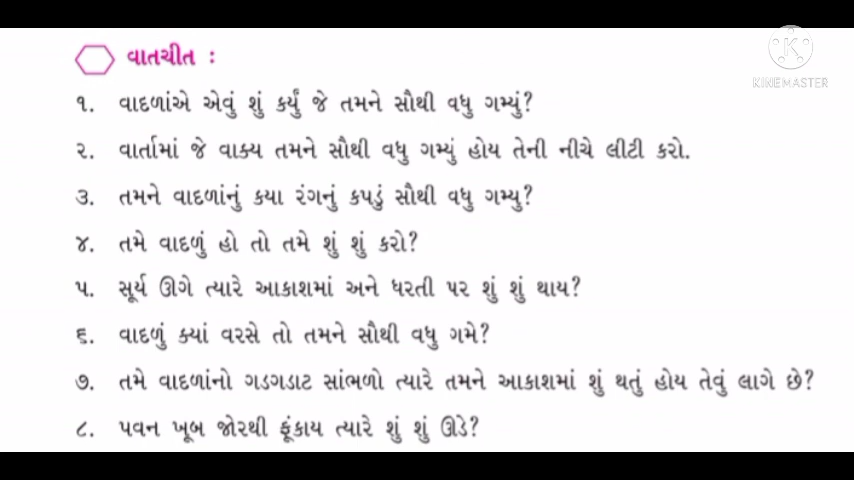 વાતચીત :
KINEMASTER
૧. વાદળાંએ એવું શું કર્યું જે તમને સૌથી વધુ ગમ્યું?
૨. વાર્તામાં જે વાક્ય તમને સૌથી વધુ ગમ્યું હોય તેની નીચે લીટી કરો.
૩. તમને વાદળાંનું કયા રંગનું કપડું સૌથી વધુ ગમ્યુ?
૪. તમે વાદળું હો તો તમે શું શું કરો?
૫. સૂર્ય ઊગે ત્યારે આકાશમાં અને ધરતી પર શું શું થાય?
૬. વાદળું ક્યાં વરસે તો તમને સૌથી વધુ ગમે?
૭. તમે વાદળાંનો ગડગડાટ સાંભળો ત્યારે તમને આકાશમાં શું થતું હોય તેવું લાગે છે?
૮. પવન ખૂબ જોરથી ફૂંકાય ત્યારે શું શું ઊડે?